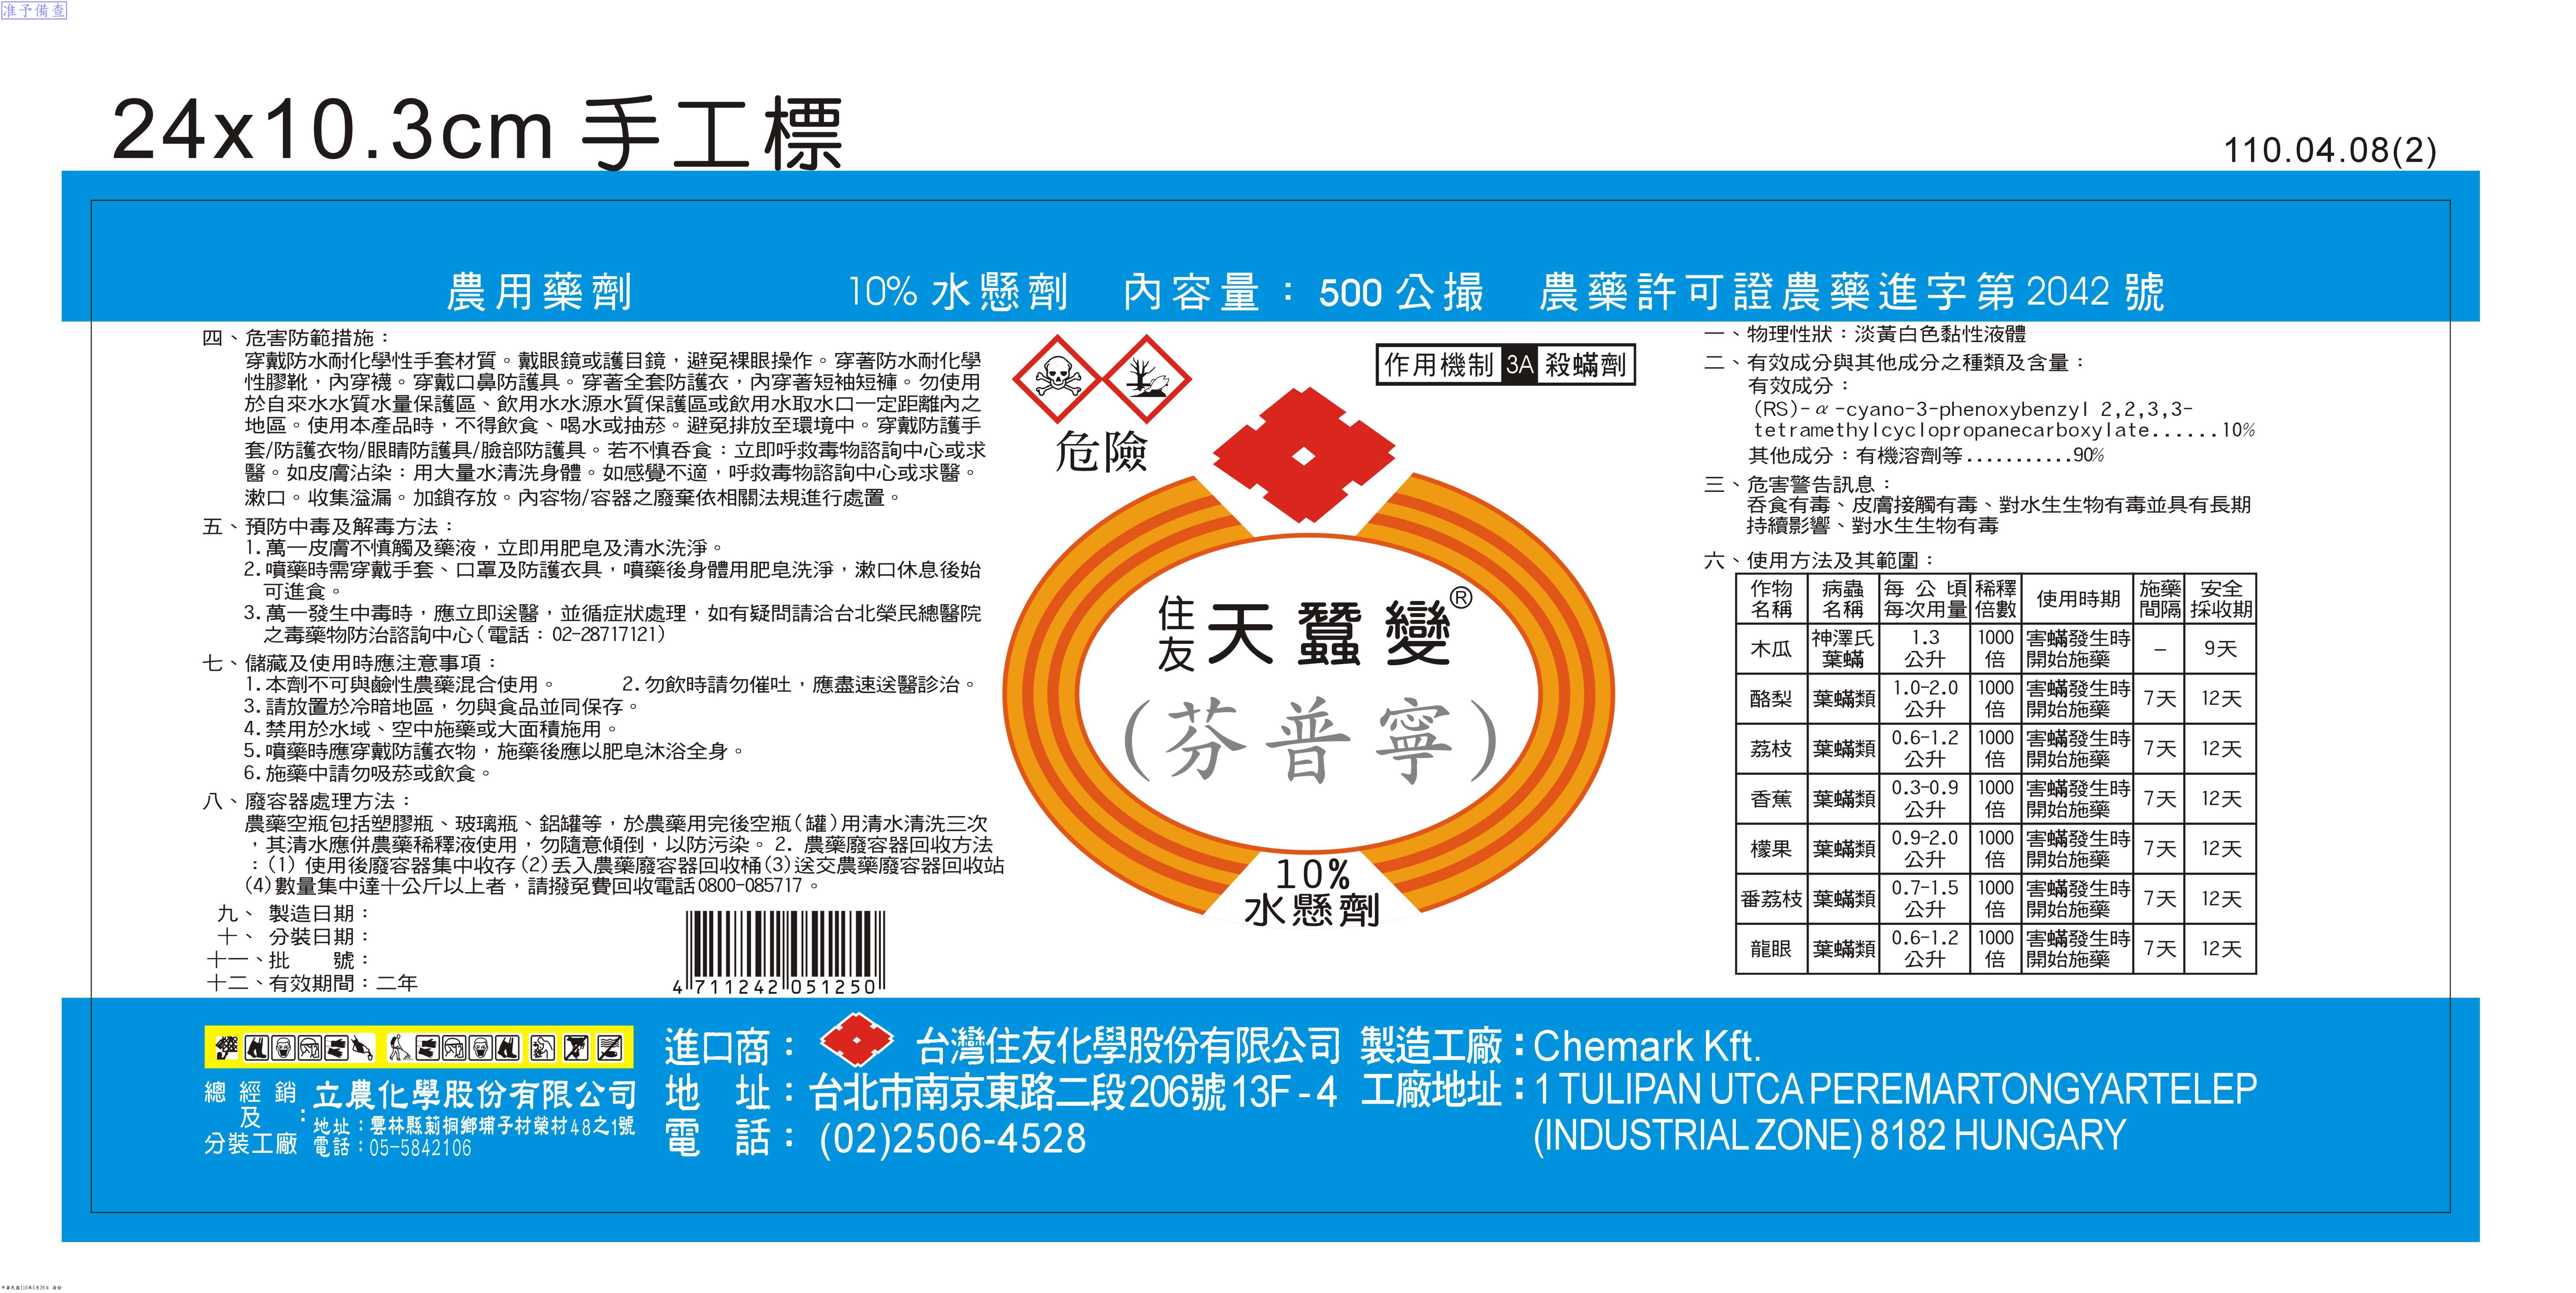 准予備查
24x10.3cm 手工標
110.04.08(2)
農用藥劑 10% 水懸劑 內容量：500 公撮 農藥許可證農藥進字第 2042 號
四、危害防範措施：
穿戴防水耐化學性手套材質。戴眼鏡或護目鏡，避免裸眼操作。穿著防水耐化學
性膠靴，內穿襪。穿戴口鼻防護具。穿著全套防護衣，內穿著短袖短褲。勿使用
於自來水水質水量保護區、飲用水水源水質保護區或飲用水取水口一定距離內之
地區。使用本產品時，不得飲食、喝水或抽菸。避免排放至環境中。穿戴防護手
套/防護衣物/眼睛防護具/臉部防護具。若不慎吞食：立即呼救毒物諮詢中心或求
醫。如皮膚沾染：用大量水清洗身體。如感覺不適，呼救毒物諮詢中心或求醫。
漱口。收集溢漏。加鎖存放。內容物/容器之廢棄依相關法規進行處置。
五、預防中毒及解毒方法：
1.萬一皮膚不慎觸及藥液，立即用肥皂及清水洗淨。
2.噴藥時需穿戴手套、口罩及防護衣具，噴藥後身體用肥皂洗淨，漱口休息後始
可進食。
3.萬一發生中毒時，應立即送醫，並循症狀處理，如有疑問請洽台北榮民總醫院
之毒藥物防治諮詢中心(電話：02-28717121)
七、儲藏及使用時應注意事項：
1.本劑不可與鹼性農藥混合使用。 2.勿飲時請勿催吐，應盡速送醫診治。
3.請放置於冷暗地區，勿與食品並同保存。
4.禁用於水域、空中施藥或大面積施用。
5.噴藥時應穿戴防護衣物，施藥後應以肥皂沐浴全身。
6.施藥中請勿吸菸或飲食。
八、廢容器處理方法：
農藥空瓶包括塑膠瓶、玻璃瓶、鋁罐等，於農藥用完後空瓶(罐)用清水清洗三次
，其清水應併農藥稀釋液使用，勿隨意傾倒，以防污染。2. 農藥廢容器回收方法
：(1) 使用後廢容器集中收存(2)丟入農藥廢容器回收桶(3)送交農藥廢容器回收站
(4)數量集中達十公斤以上者，請撥免費回收電話0800-085717。
九、 製造日期：
十、 分裝日期：
十一、批 號：
十二、有效期間：二年
4 711242 051250
危險
作用機制 3A 殺蟎劑
住友 天蠶變®
(芬普寧)
10%
水懸劑
一、物理性狀：淡黃白色黏性液體
二、有效成分與其他成分之種類及含量：
有效成分：
(RS)-α-cyano-3-phenoxybenzyl 2,2,3,3-
tetramethylcyclopropanecarboxylate......10%
其他成分：有機溶劑等...........90%
三、危害警告訊息：
吞食有毒、皮膚接觸有毒、對水生生物有毒並具有長期
持續影響、對水生生物有毒
六、使用方法及其範圍：
作物名稱 病蟲名稱 每公頃每次用量 稀釋倍數 使用時期 施藥間隔 安全採收期
木瓜 神澤氏葉蟎 1.3公升 1000倍 害蟎發生時開始施藥 － 9天
酪梨 葉蟎類 1.0-2.0公升 1000倍 害蟎發生時開始施藥 7天 12天
荔枝 葉蟎類 0.6-1.2公升 1000倍 害蟎發生時開始施藥 7天 12天
香蕉 葉蟎類 0.3-0.9公升 1000倍 害蟎發生時開始施藥 7天 12天
檬果 葉蟎類 0.9-2.0公升 1000倍 害蟎發生時開始施藥 7天 12天
番荔枝 葉蟎類 0.7-1.5公升 1000倍 害蟎發生時開始施藥 7天 12天
龍眼 葉蟎類 0.6-1.2公升 1000倍 害蟎發生時開始施藥 7天 12天
總經銷及分裝工廠：立農化學股份有限公司
地址：雲林縣莿桐鄉埔子村榮村48之1號
電話：05-5842106
進口商： 台灣住友化學股份有限公司
地 址：台北市南京東路二段206號13F-4
電 話：(02)2506-4528
製造工廠：Chemark Kft.
工廠地址：1 TULIPAN UTCA PEREMARTONGYARTELEP
(INDUSTRIAL ZONE) 8182 HUNGARY